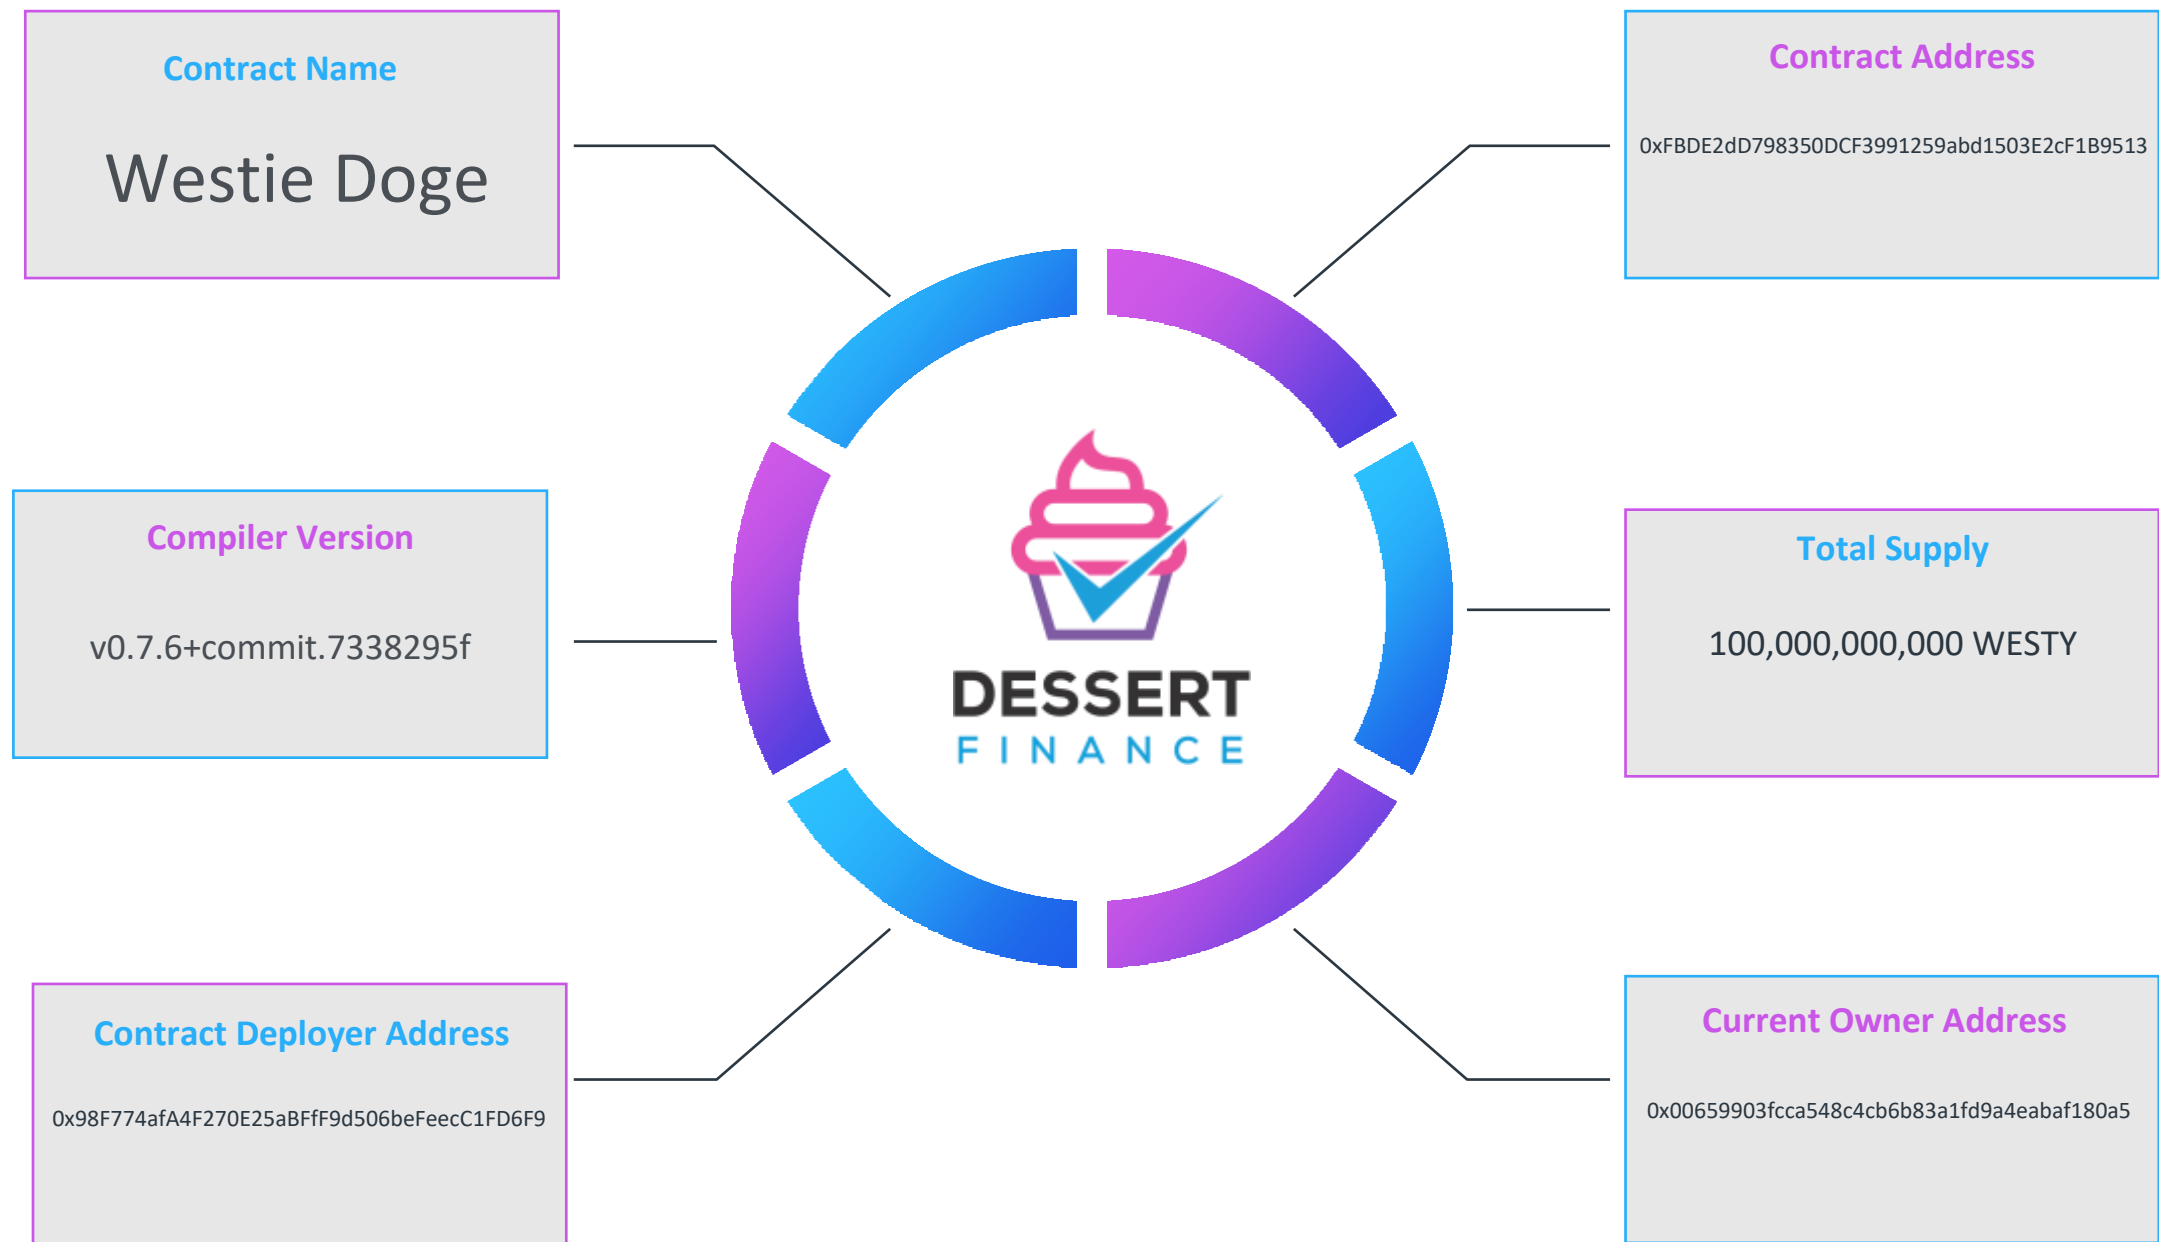 Contract Name
Westie Doge
Contract Address
0xFBDE2dD798350DCF3991259abd1503E2cF1B9513
Compiler Version
v0.7.6+commit.7338295f
DESSERT
FINANCE
Total Supply
100,000,000,000 WESTY
Contract Deployer Address
0x98F774afA4F270E25aBFfF9d506beFeecC1FD6F9
Current Owner Address
0x00659903fcca548c4cb6b83a1fd9a4eabaf180a5